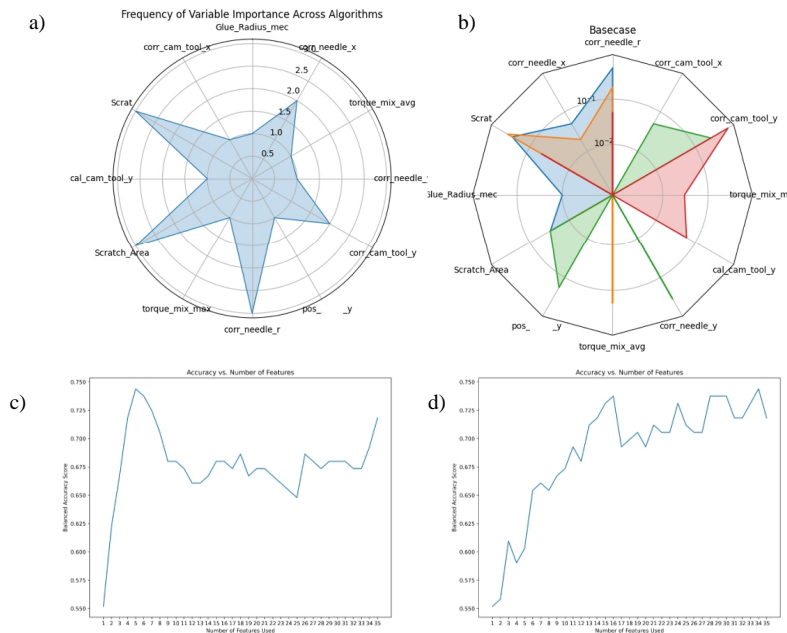 a)
Frequency of Variable Importance Across Algorithms
Glue_Radius_mec
corr_cam_tool_x
corr_needle_x
2.5
Scrat
2.0
torque_mix_avg
1.5
1.0
0.5
cal_cam_tool_y
corr_needle_
Scratch_Area
corr_cam_tool_y
torque_mix_max
pos_ _y
corr_needle_r
b)
Basecase
corr_needle_r
corr_needle_x
corr_cam_tool_x
10⁻¹
Scrat
corr_cam_tool_y
10⁻²
Glue_Radius_mec
torque_mix_m
Scratch_Area
cal_cam_tool_y
pos_ _y
corr_needle_y
torque_mix_avg
c)
Accuracy vs. Number of Features
Balanced Accuracy Score
0.750
0.725
0.700
0.675
0.650
0.625
0.600
0.575
0.550
1 2 3 4 5 6 7 8 9 10 11 12 13 14 15 16 17 18 19 20 21 22 23 24 25 26 27 28 29 30 31 32 33 34 35
Number of Features Used
d)
Accuracy vs. Number of Features
Balanced Accuracy Score
0.750
0.725
0.700
0.675
0.650
0.625
0.600
0.575
0.550
1 2 3 4 5 6 7 8 9 10 11 12 13 14 15 16 17 18 19 20 21 22 23 24 25 26 27 28 29 30 31 32 33 34 35
Number of Features Used